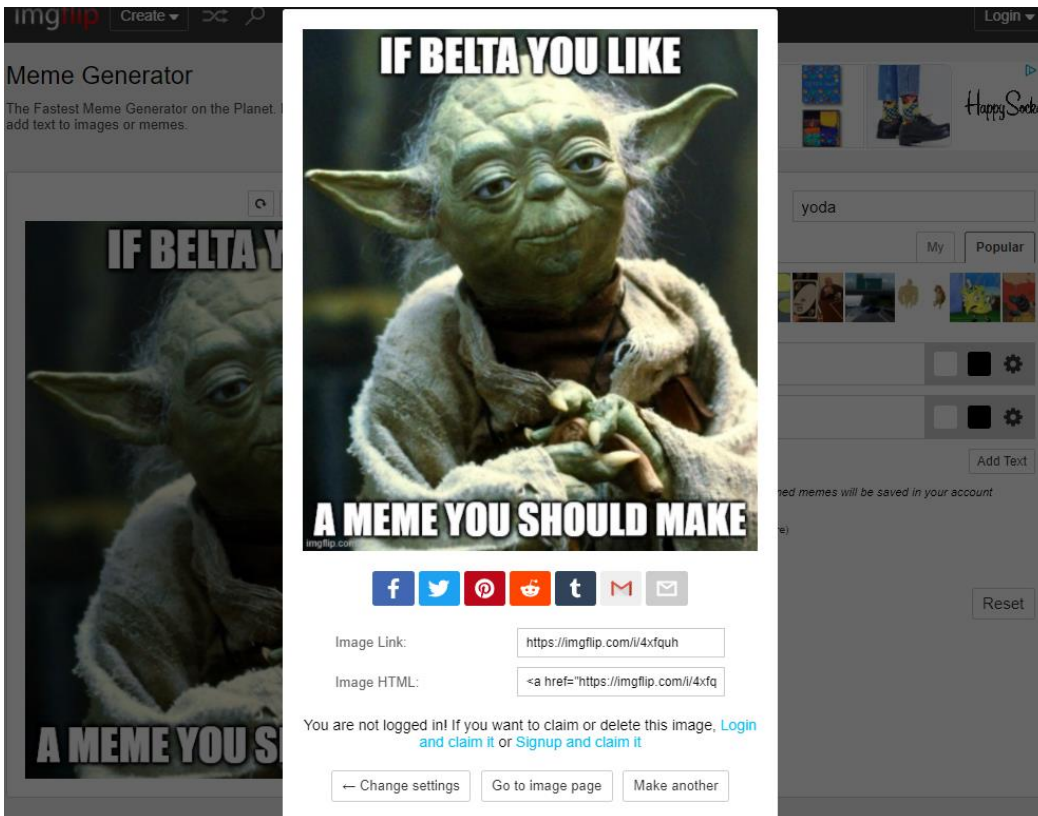 imgflip Create Login
Meme Generator
The Fastest Meme Generator on the Planet.
add text to images or memes.
Happy Socks
IF BELTA Y
A MEME YOU S
IF BELTA YOU LIKE
A MEME YOU SHOULD MAKE
imgflip.com
Image Link: https://imgflip.com/i/4xfquh
Image HTML: <a href="https://imgflip.com/i/4xfq
You are not logged in! If you want to claim or delete this image, Login
and claim it or Signup and claim it
← Change settings Go to image page Make another
yoda
My Popular
Add Text
ned memes will be saved in your account
re)
Reset